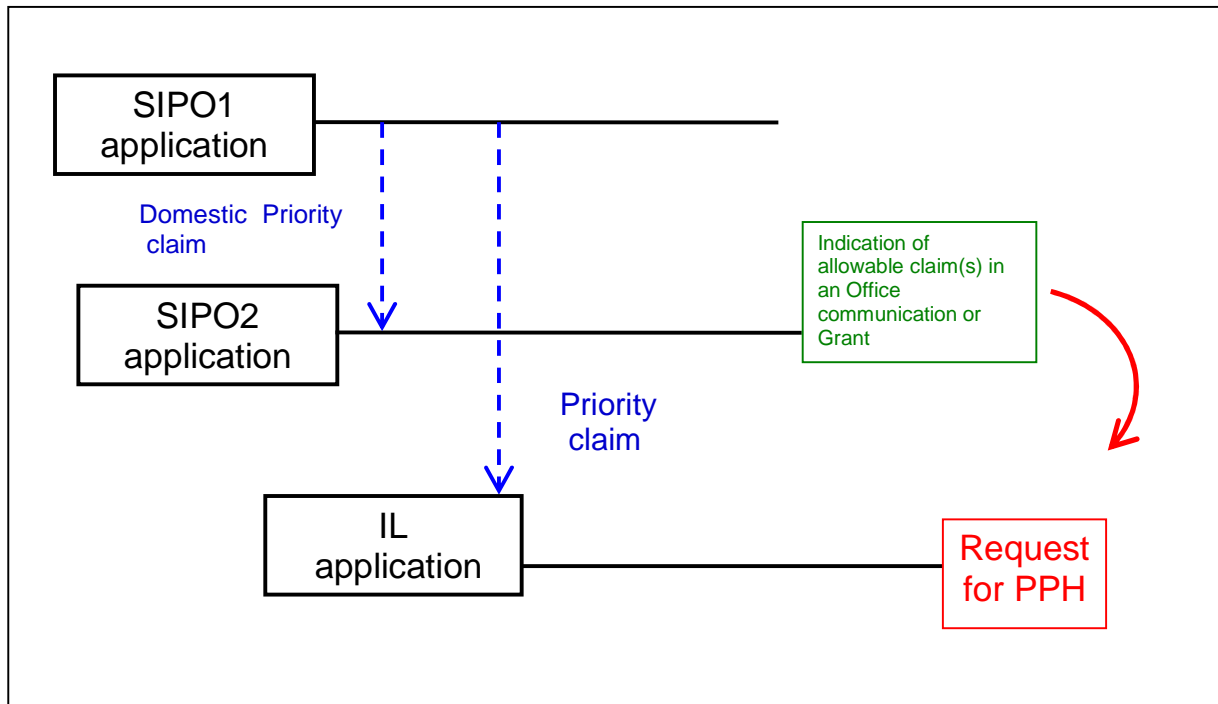 SIPO1
application
Domestic Priority
claim
Indication of
allowable claim(s) in
an Office
communication or
Grant
SIPO2
application
Priority
claim
IL
application
Request
for PPH